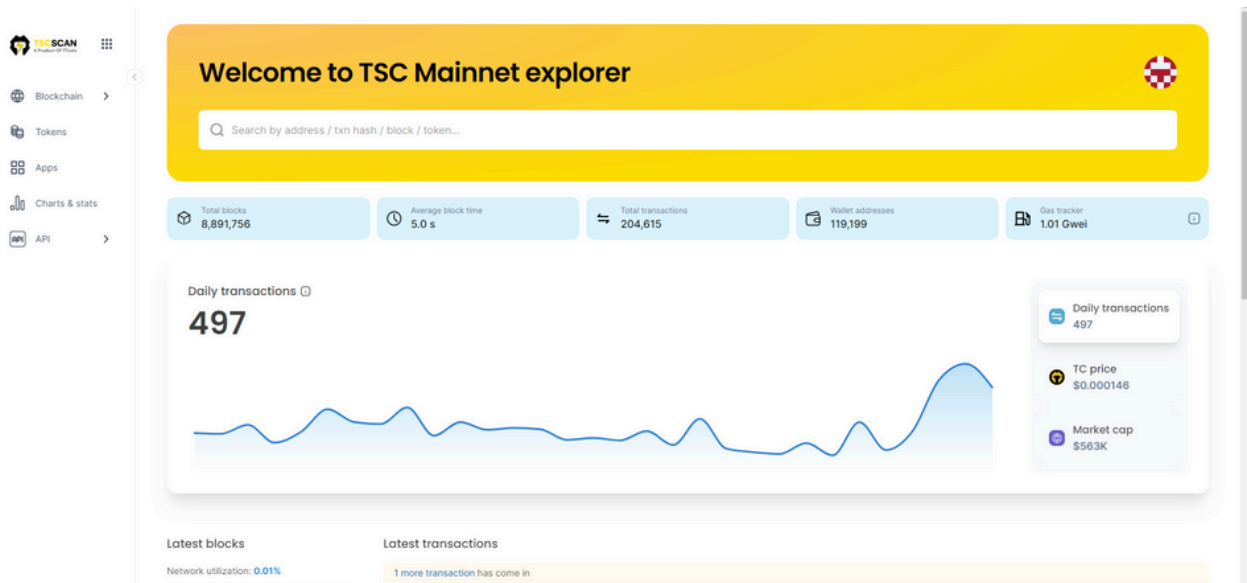 TSCSCAN
Blockchain
Tokens
Apps
Charts & stats
API
API
Welcome to TSC Mainnet explorer
Search by address / txn hash / block / token...
Total blocks
8,891,756
Average block time
5.0 s
Total transactions
204,615
Wallet addresses
119,199
Gas tracker
1.01 Gwei
Daily transactions
497
Daily transactions
497
TC price
$0.000146
Market cap
$563K
Latest blocks
Latest transactions
Network utilization: 0.01%
1 more transaction has come in